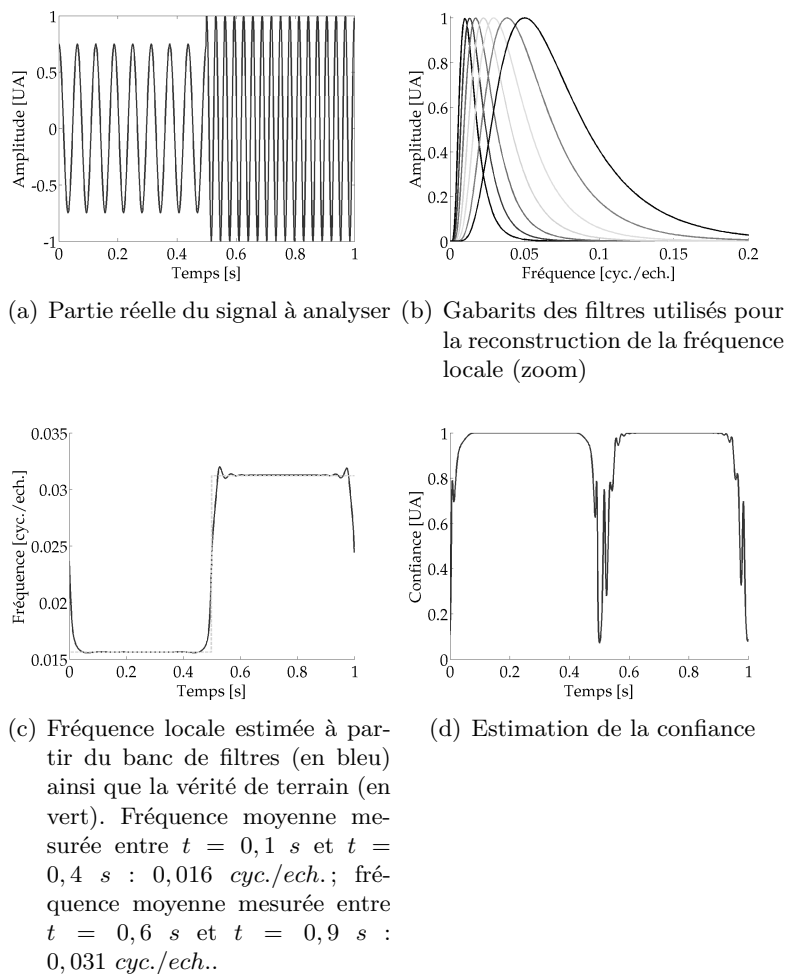 1
0.5
0
-0.5
-1
Amplitude [UA]
0 0.2 0.4 0.6 0.8 1
Temps [s]
(a) Partie réelle du signal à analyser
1
0.8
0.6
0.4
0.2
0
Amplitude [UA]
0 0.05 0.1 0.15 0.2
Fréquence [cyc./ech.]
(b) Gabarits des filtres utilisés pour
la reconstruction de la fréquence
locale (zoom)
0.035
0.03
0.025
0.02
0.015
Fréquence [cyc./ech.]
0 0.2 0.4 0.6 0.8 1
Temps [s]
(c) Fréquence locale estimée à par-
tir du banc de filtres (en bleu)
ainsi que la vérité de terrain (en
vert). Fréquence moyenne me-
surée entre t = 0, 1 s et t =
0, 4 s : 0, 016 cyc./ech. ; fré-
quence moyenne mesurée entre
t = 0, 6 s et t = 0, 9 s :
0, 031 cyc./ech..
1
0.8
0.6
0.4
0.2
0
Confiance [UA]
0 0.2 0.4 0.6 0.8 1
Temps [s]
(d) Estimation de la confiance